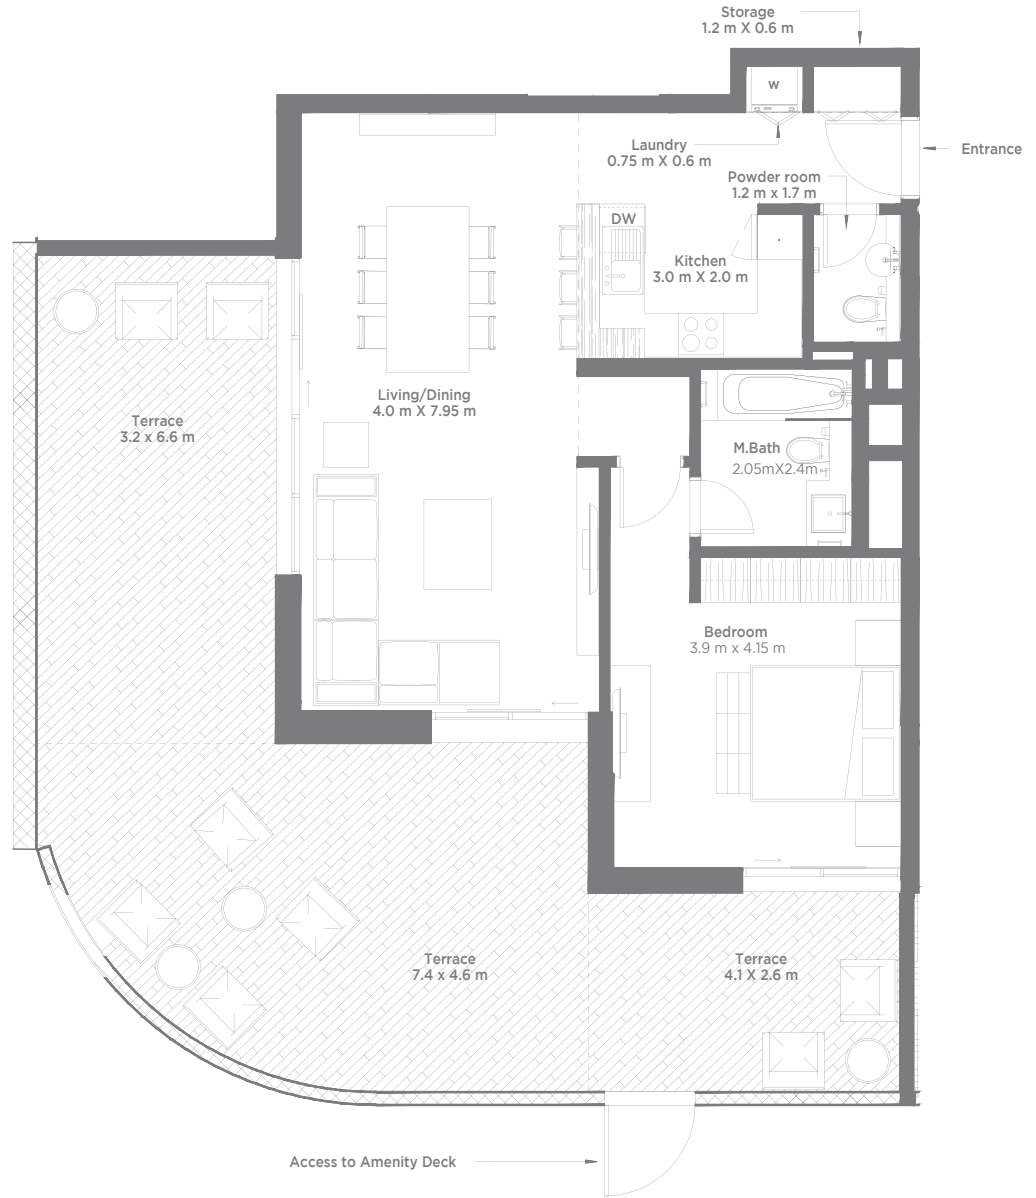 Storage
1.2 m X 0.6 m
W
Laundry
0.75 m X 0.6 m
Entrance
Powder room
1.2 m x 1.7 m
DW
Kitchen
3.0 m X 2.0 m
Living/Dining
4.0 m X 7.95 m
Terrace
3.2 x 6.6 m
M.Bath
2.05mX2.4m
Bedroom
3.9 m x 4.15 m
Terrace
7.4 x 4.6 m
Terrace
4.1 X 2.6 m
Access to Amenity Deck